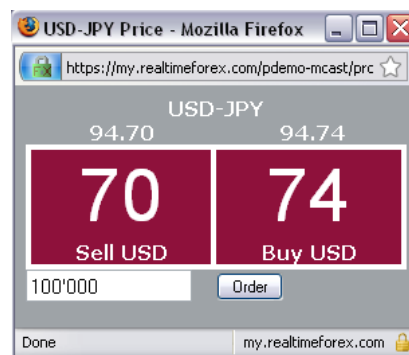 USD-JPY Price - Mozilla Firefox
https://my.realtimeforex.com/pdemo-mcast/prc
USD-JPY
94.70 94.74
70 74
Sell USD Buy USD
100'000 Order
Done my.realtimeforex.com